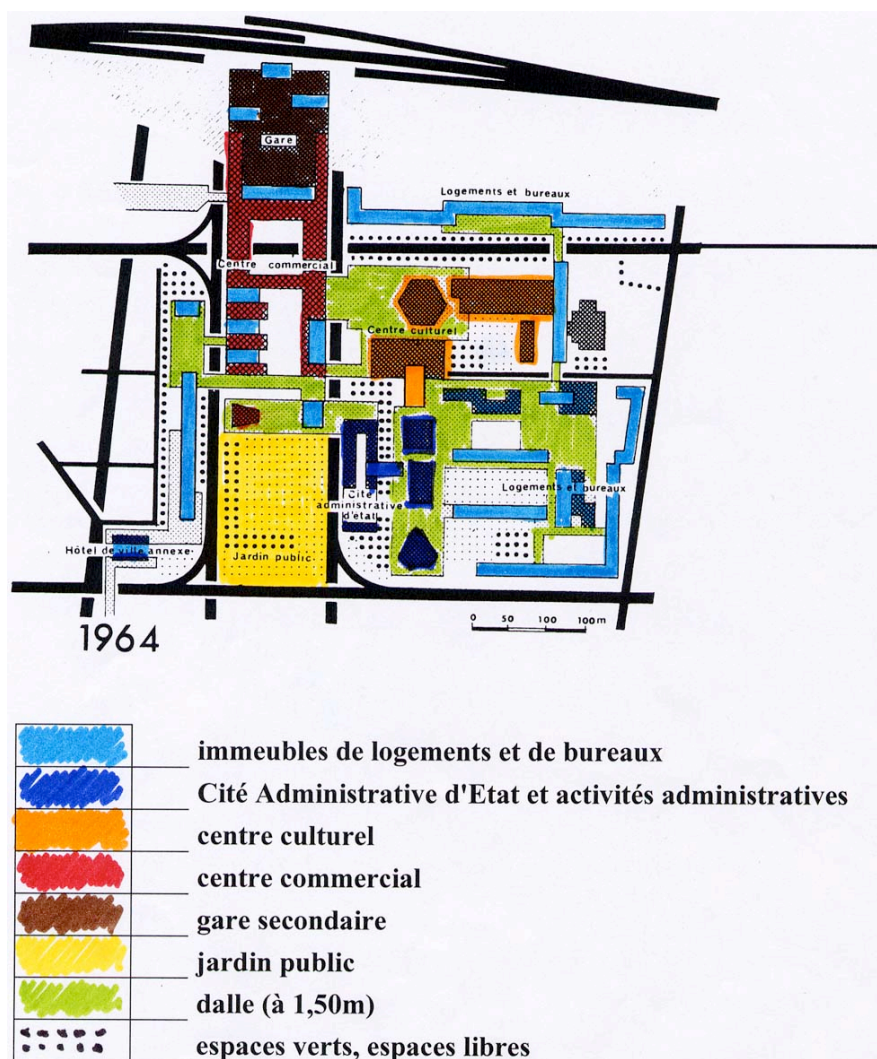 Gare
Logements et bureaux
Centre commercial
Centre culturel
Cité
administrative
d'état
Logements et bureaux
Hôtel de ville annexe
Jardin public
0 50 100 100m
1964
immeubles de logements et de bureaux
Cité Administrative d'Etat et activités administratives
centre culturel
centre commercial
gare secondaire
jardin public
dalle (à 1,50m)
espaces verts, espaces libres